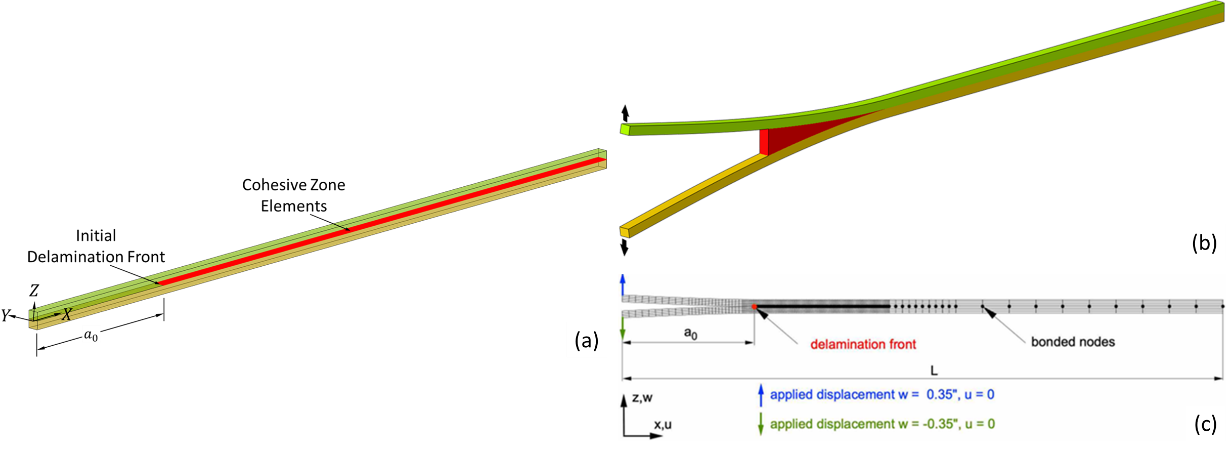 Cohesive Zone
Elements
Initial
Delamination Front
Z
Y
X
a₀
(a)
(b)
a₀
delamination front
bonded nodes
L
z,w
x,u
applied displacement w = 0.35", u = 0
applied displacement w = -0.35", u = 0
(c)